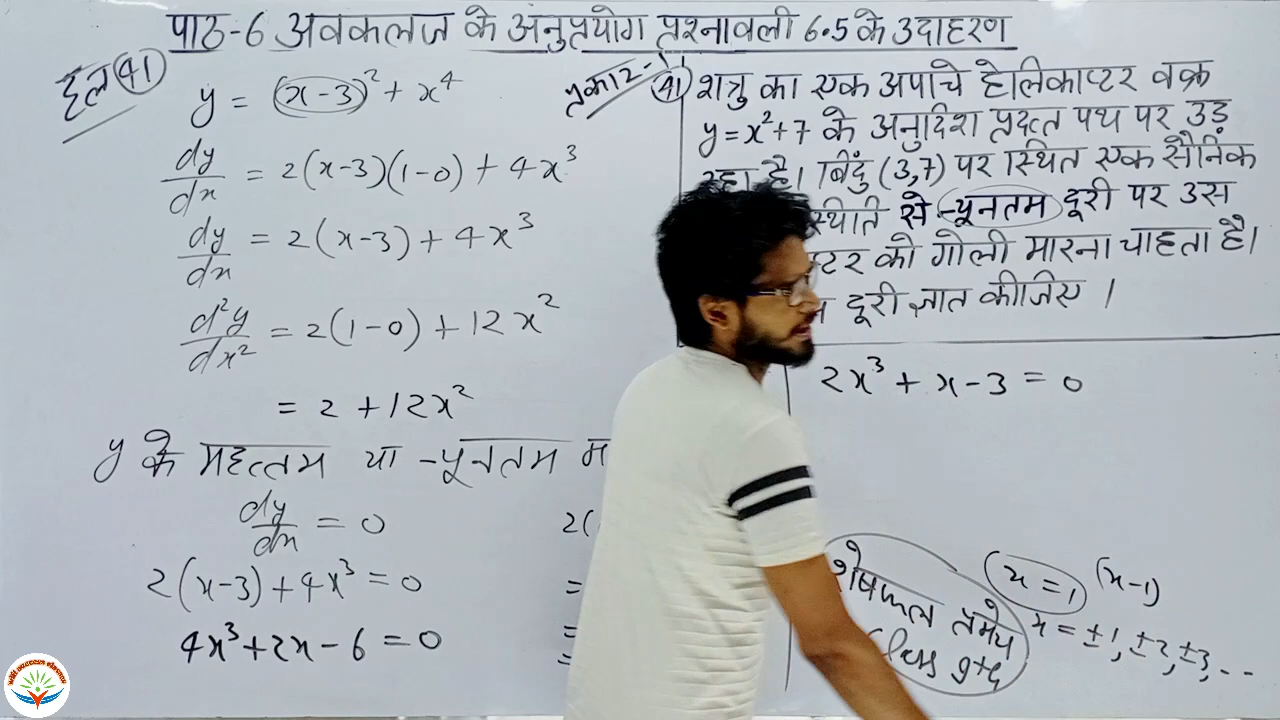 पाठ-6 अवकलज के अनुप्रयोग प्रश्नावली 6.5 के उदाहरण
हल 41
y = (x-3)² + x⁴
dy/dx = 2(x-3)(1-0) + 4x³
dy/dx = 2(x-3) + 4x³
d²y/dx² = 2(1-0) + 12x²
= 2 + 12x²
y के महत्तम या न्यूनतम
dy/dx = 0
2(x-3) + 4x³ = 0
4x³ + 2x - 6 = 0
2(
=
=
=
41 शत्रु का एक अपाचे हेलिकाप्टर वक्र
y = x² + 7 के अनुदिश प्रदत्त पथ पर उड़
रहा है। बिंदु (3,7) पर स्थित एक सैनिक
स्थिति से न्यूनतम दूरी पर उस
टर को गोली मारना चाहता है।
दूरी ज्ञात कीजिए।
2x³ + x - 3 = 0
शेषफल प्रमेय
Class 9th
x = 1 (x-1)
x = ±1, ±2, ±3, ...